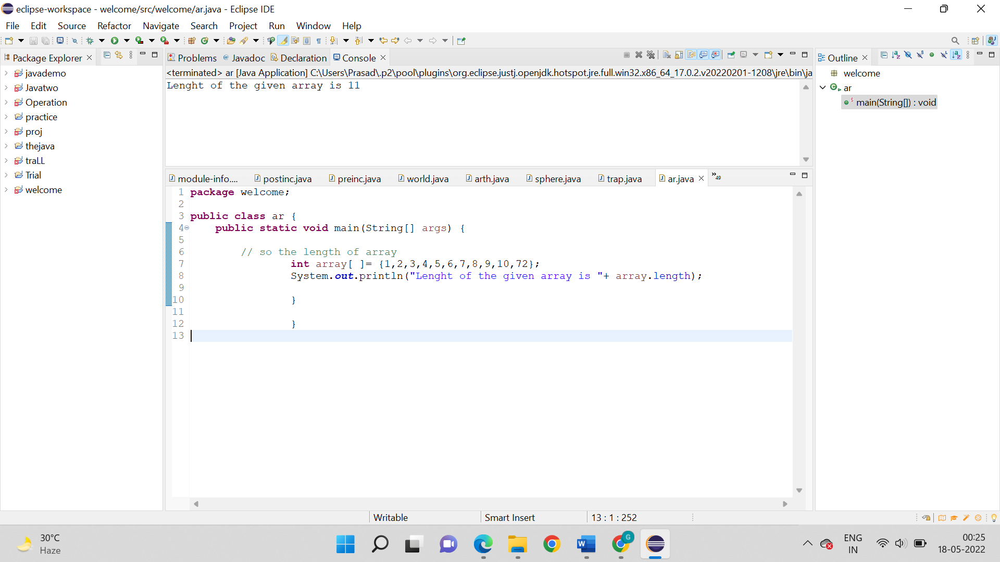 eclipse-workspace - welcome/src/welcome/ar.java - Eclipse IDE
File Edit Source Refactor Navigate Search Project Run Window Help
Package Explorer
javademo
Javatwo
Operation
practice
proj
thejava
traLL
Trial
welcome
Problems @ Javadoc Declaration Console
<terminated> ar [Java Application] C:\Users\Prasad\.p2\pool\plugins\org.eclipse.justj.openjdk.hotspot.jre.full.win32.x86_64_17.0.2.v20220201-1208\jre\bin\ja
Lenght of the given array is 11
module-info.... postinc.java preinc.java world.java arth.java sphere.java trap.java ar.java »49
1 package welcome;
2
3 public class ar {
4 public static void main(String[] args) {
5
6 // so the length of array
7 int array[ ]= {1,2,3,4,5,6,7,8,9,10,72};
8 System.out.println("Lenght of the given array is "+ array.length);
9
10 }
11
12 }
13
Outline
welcome
ar
main(String[]) : void
Writable Smart Insert 13 : 1 : 252
30°C
Haze
G
W
ENG
IN
00:25
18-05-2022